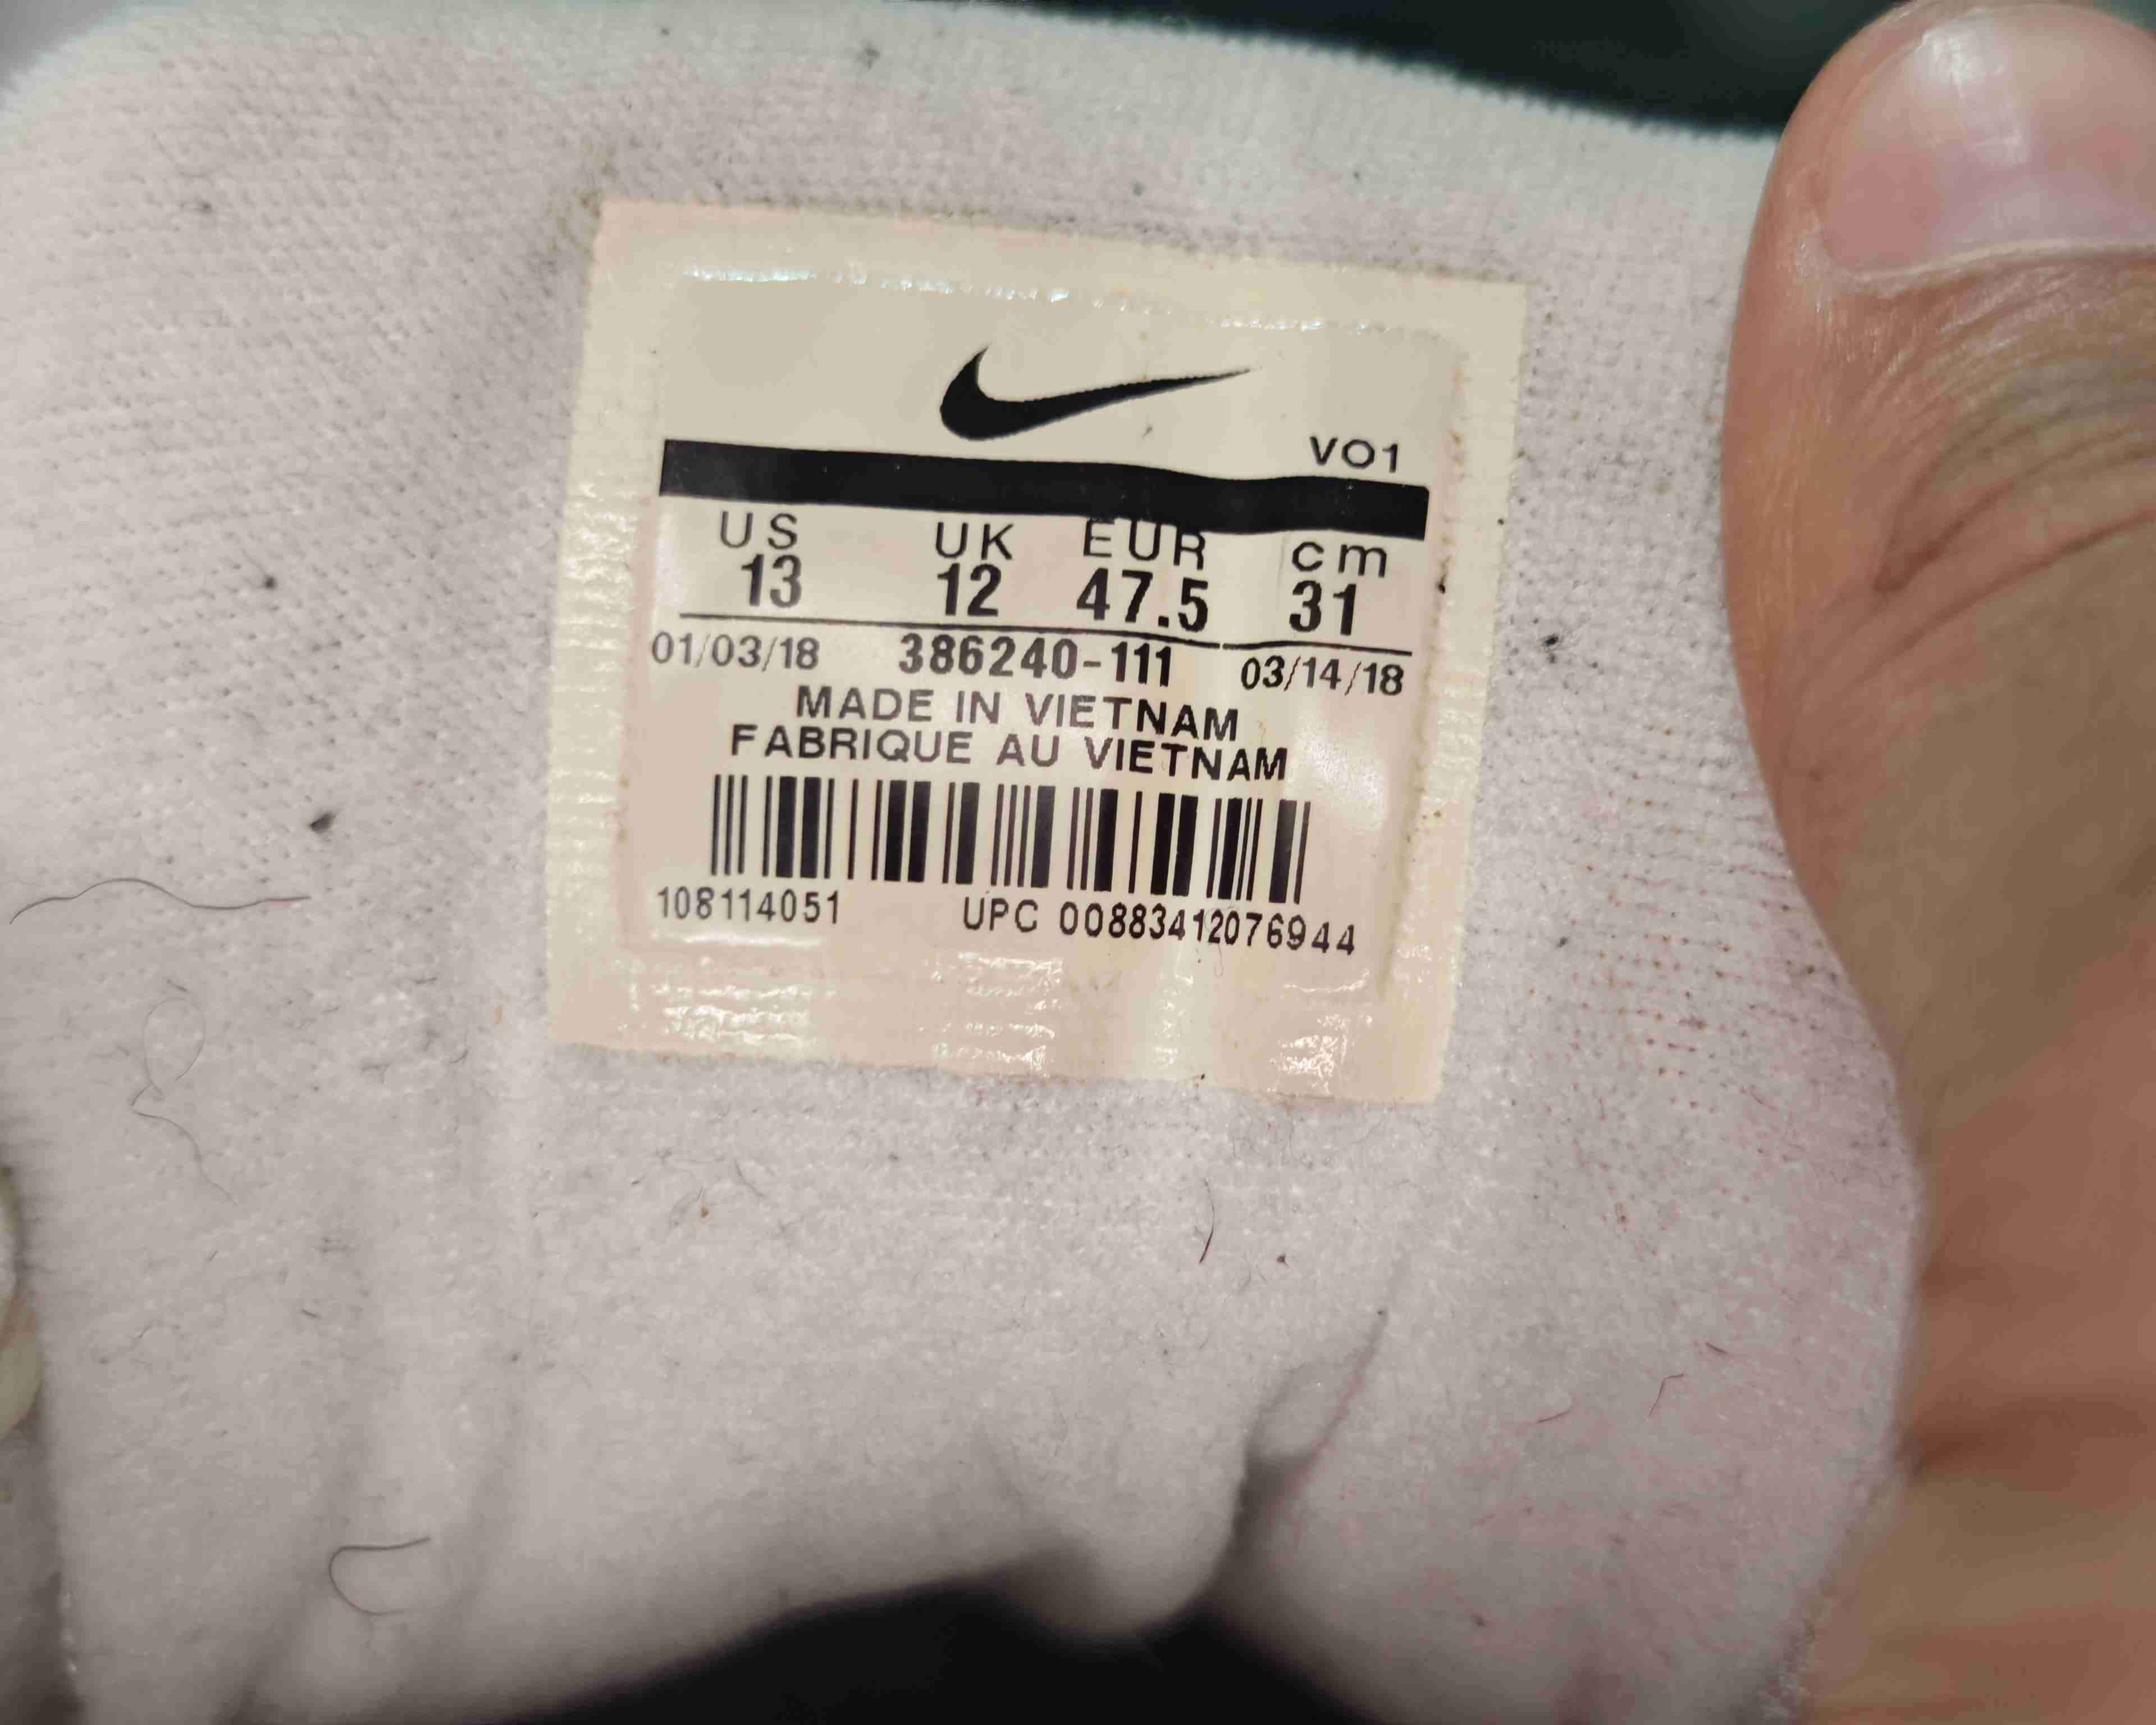 VO1
US UK EUR cm
13 12 47.5 31
01/03/18 386240-111 03/14/18
MADE IN VIETNAM
FABRIQUE AU VIETNAM
108114051 UPC 00883412076944